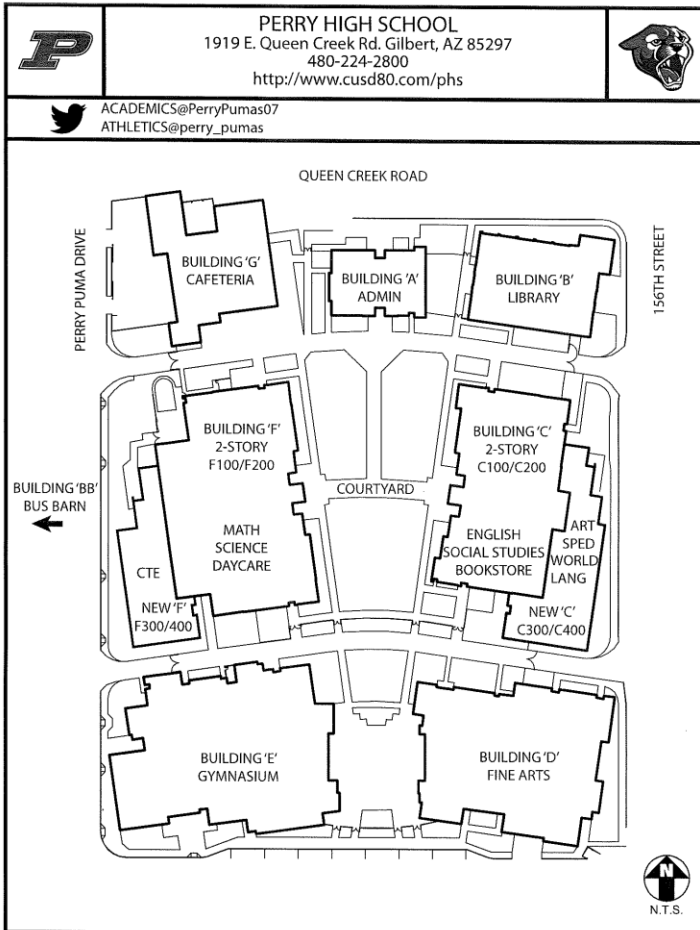 P
PERRY HIGH SCHOOL
1919 E. Queen Creek Rd. Gilbert, AZ 85297
480-224-2800
http://www.cusd80.com/phs
ACADEMICS@PerryPumas07
ATHLETICS@perry_pumas
QUEEN CREEK ROAD
PERRY PUMA DRIVE
156TH STREET
BUILDING 'G'
CAFETERIA
BUILDING 'A'
ADMIN
BUILDING 'B'
LIBRARY
BUILDING 'F'
2-STORY
F100/F200
MATH
SCIENCE
DAYCARE
COURTYARD
BUILDING 'C'
2-STORY
C100/C200
ENGLISH
SOCIAL STUDIES
BOOKSTORE
ART
SPED
WORLD
LANG
NEW 'C'
C300/C400
BUILDING 'BB'
BUS BARN
CTE
NEW 'F'
F300/400
BUILDING 'E'
GYMNASIUM
BUILDING 'D'
FINE ARTS
N
N.T.S.